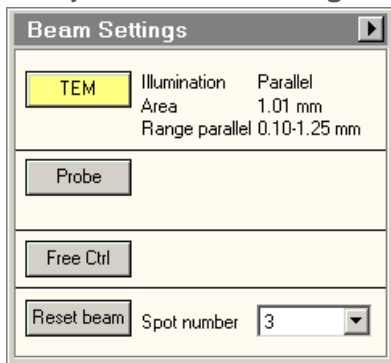 Beam Settings
TEM Illumination Parallel
Area 1.01 mm
Range parallel 0.10-1.25 mm
Probe
Free Ctrl
Reset beam Spot number 3